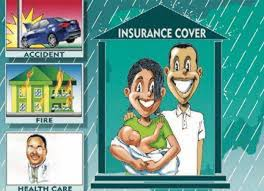 INSURANCE COVER
ACCIDENT
FIRE
HEALTH CARE